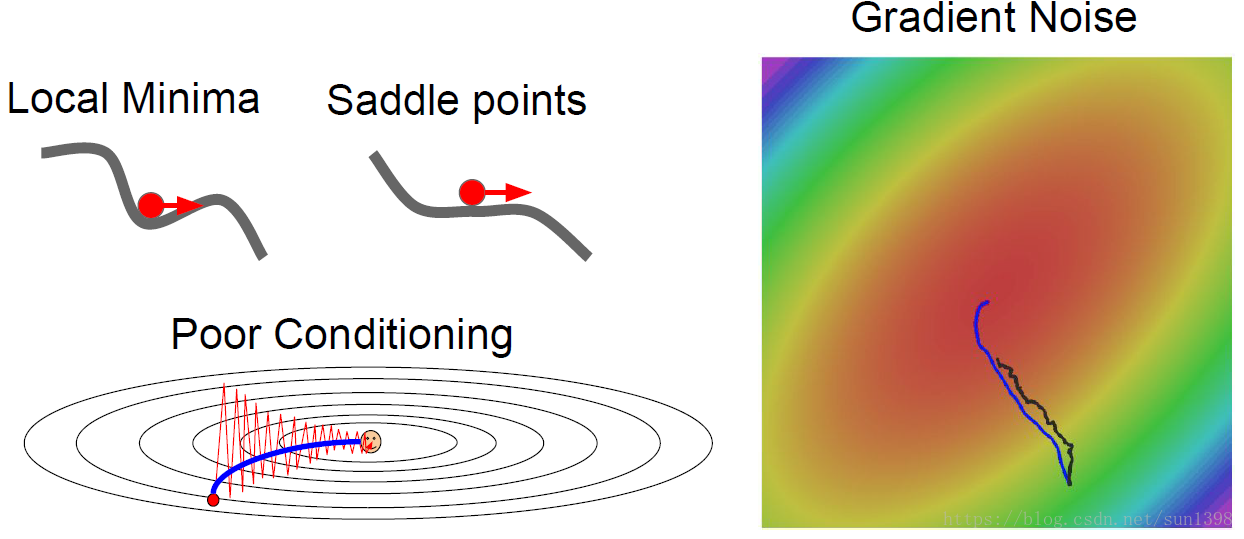 Gradient Noise
Local Minima
Saddle points
Poor Conditioning
https://blog.csdn.net/sun1398